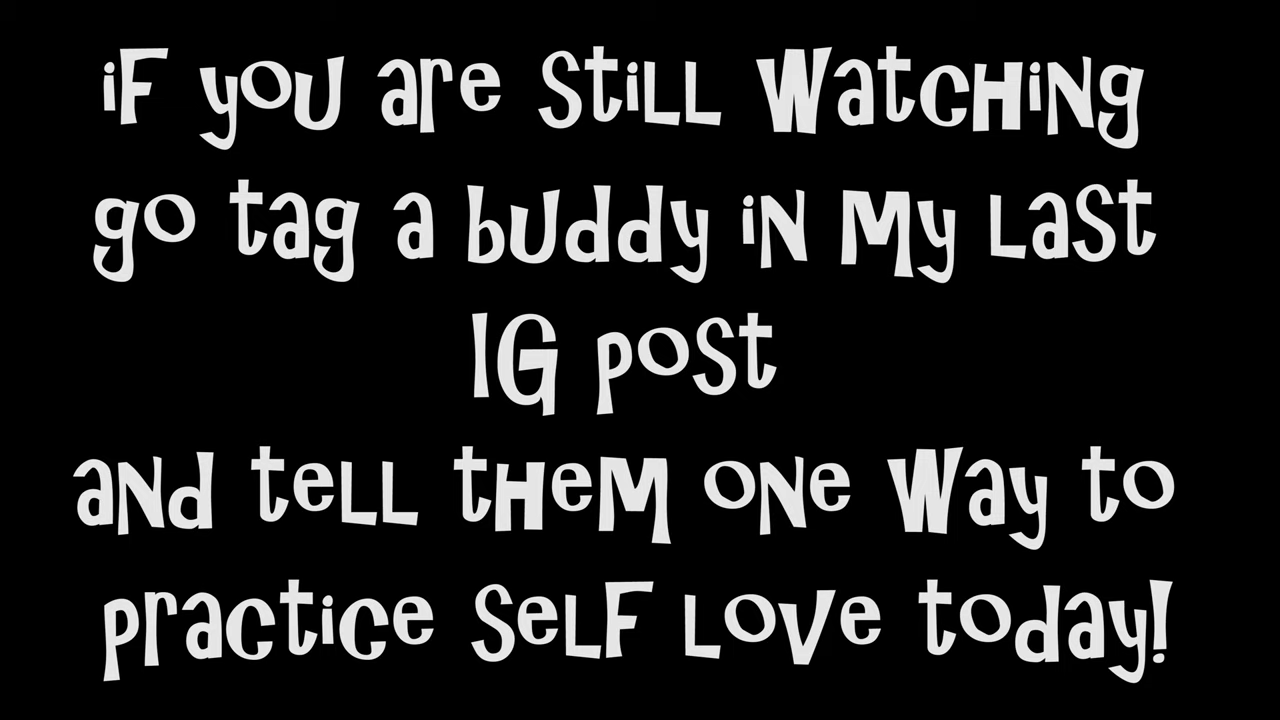 if you are still watching
go tag a buddy in my last
IG post
and tell them one way to
practice self love today!